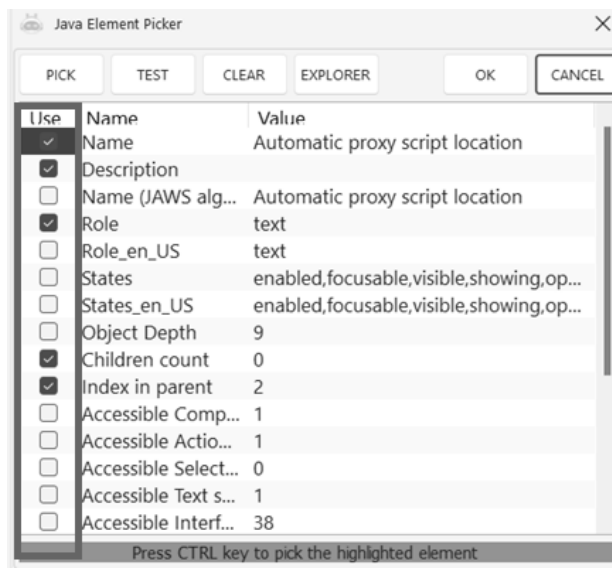 Java Element Picker
PICK TEST CLEAR EXPLORER OK CANCEL
Use Name Value
Name Automatic proxy script location
Description
Name (JAWS alg... Automatic proxy script location
Role text
Role_en_US text
States enabled,focusable,visible,showing,op...
States_en_US enabled,focusable,visible,showing,op...
Object Depth 9
Children count 0
Index in parent 2
Accessible Comp... 1
Accessible Actio... 1
Accessible Select... 0
Accessible Text s... 1
Accessible Interf... 38
Press CTRL key to pick the highlighted element